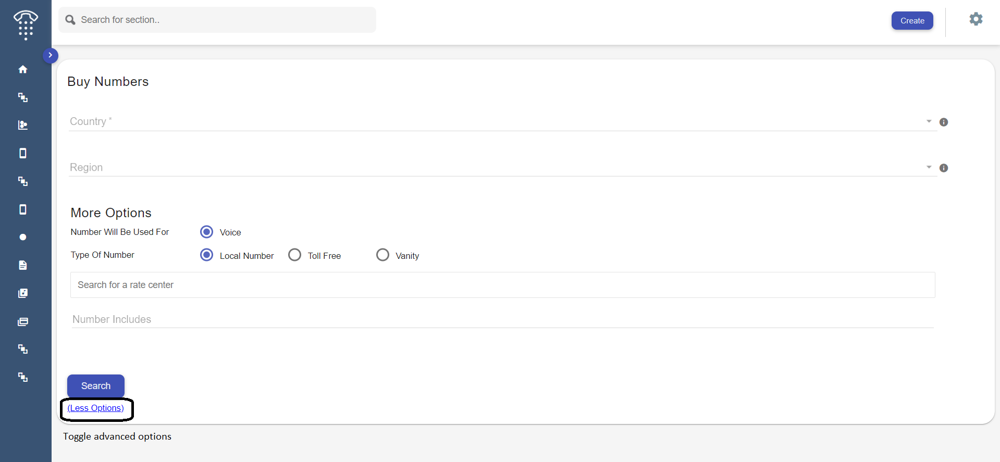 Search for section..
Create
Buy Numbers
Country *
Region
More Options
Number Will Be Used For
Voice
Type Of Number
Local Number
Toll Free
Vanity
Search for a rate center
Number Includes
Search
(Less Options)
Toggle advanced options